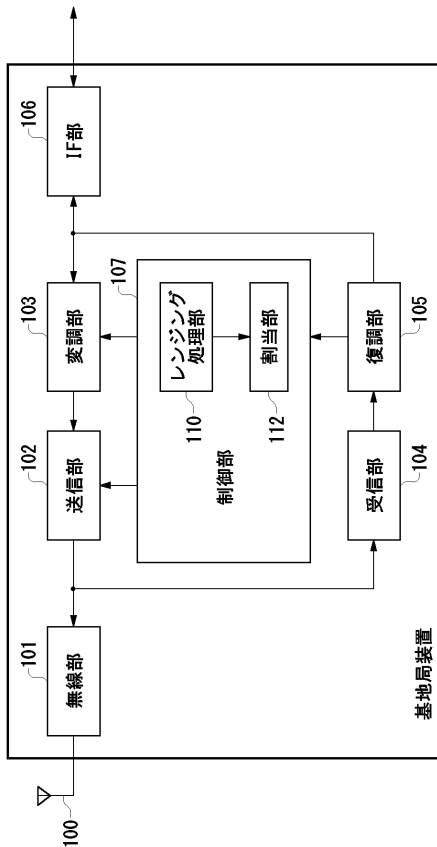 100
101
無線部
102
送信部
103
変調部
106
IF部
107
レンジング
処理部
110
割当部
112
制御部
104
受信部
105
復調部
基地局装置